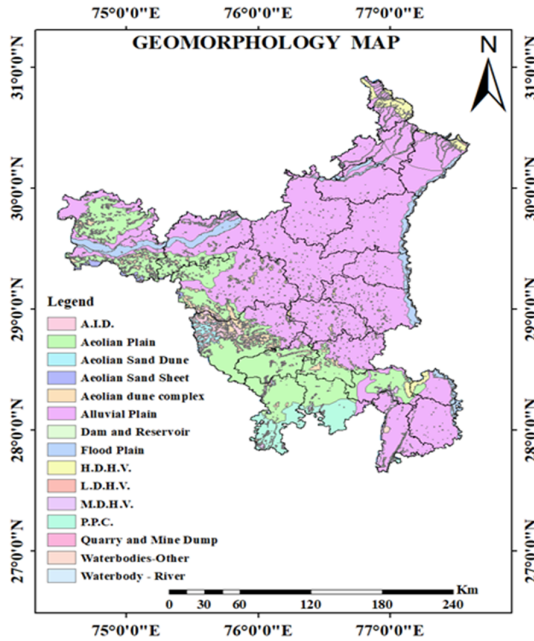 75°0'0"E 76°0'0"E 77°0'0"E
GEOMORPHOLOGY MAP
N
31°0'0"N 31°0'0"N
30°0'0"N 30°0'0"N
29°0'0"N 29°0'0"N
28°0'0"N 28°0'0"N
27°0'0"N 27°0'0"N
Legend
A.I.D.
Aeolian Plain
Aeolian Sand Dune
Aeolian Sand Sheet
Aeolian dune complex
Alluvial Plain
Dam and Reservoir
Flood Plain
H.D.H.V.
L.D.H.V.
M.D.H.V.
P.P.C.
Quarry and Mine Dump
Waterbodies-Other
Waterbody - River
Km
0 30 60 120 180 240
75°0'0"E 76°0'0"E 77°0'0"E